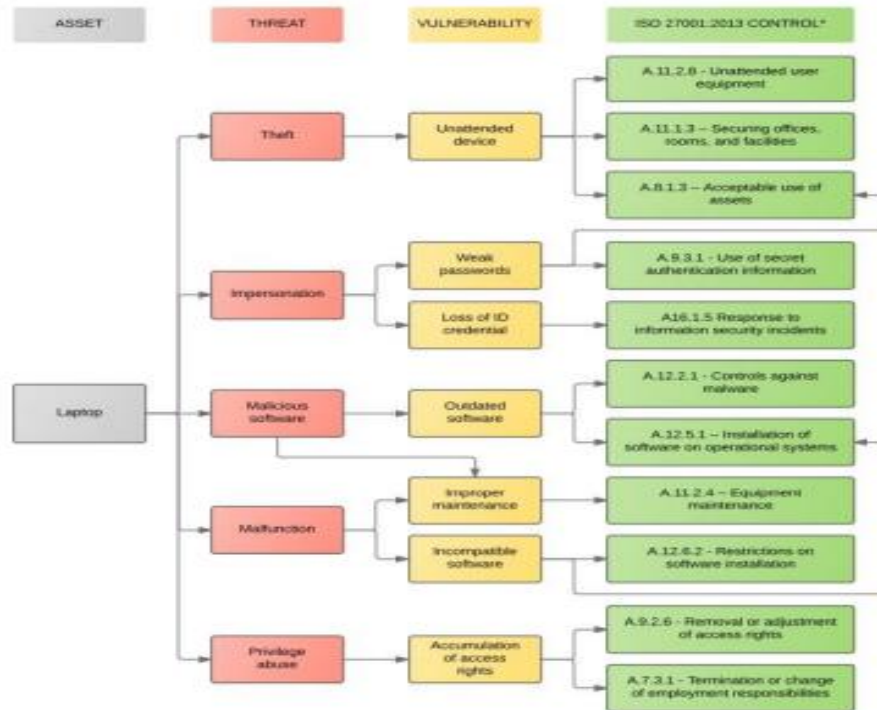 ASSET
THREAT
VULNERABILITY
ISO 27001:2013 CONTROL*
A.11.2.8 - Unattended user
equipment
Theft
Unattended
device
A.11.1.3 – Securing offices,
rooms, and facilities
A.8.1.3 – Acceptable use of
assets
Impersonation
Weak
passwords
A.9.3.1 - Use of secret
authentication information
Loss of ID
credential
A16.1.5 Response to
information security incidents
Laptop
Malicious
software
Outdated
software
A.12.2.1 - Controls against
malware
A.12.5.1 – Installation of
software on operational systems
Malfunction
Improper
maintenance
A.11.2.4 – Equipment
maintenance
Incompatible
software
A.12.6.2 - Restrictions on
software installation
Privilege
abuse
Accumulation
of access
rights
A.9.2.6 - Removal or adjustment
of access rights
A.7.3.1 - Termination or change
of employment responsibilities